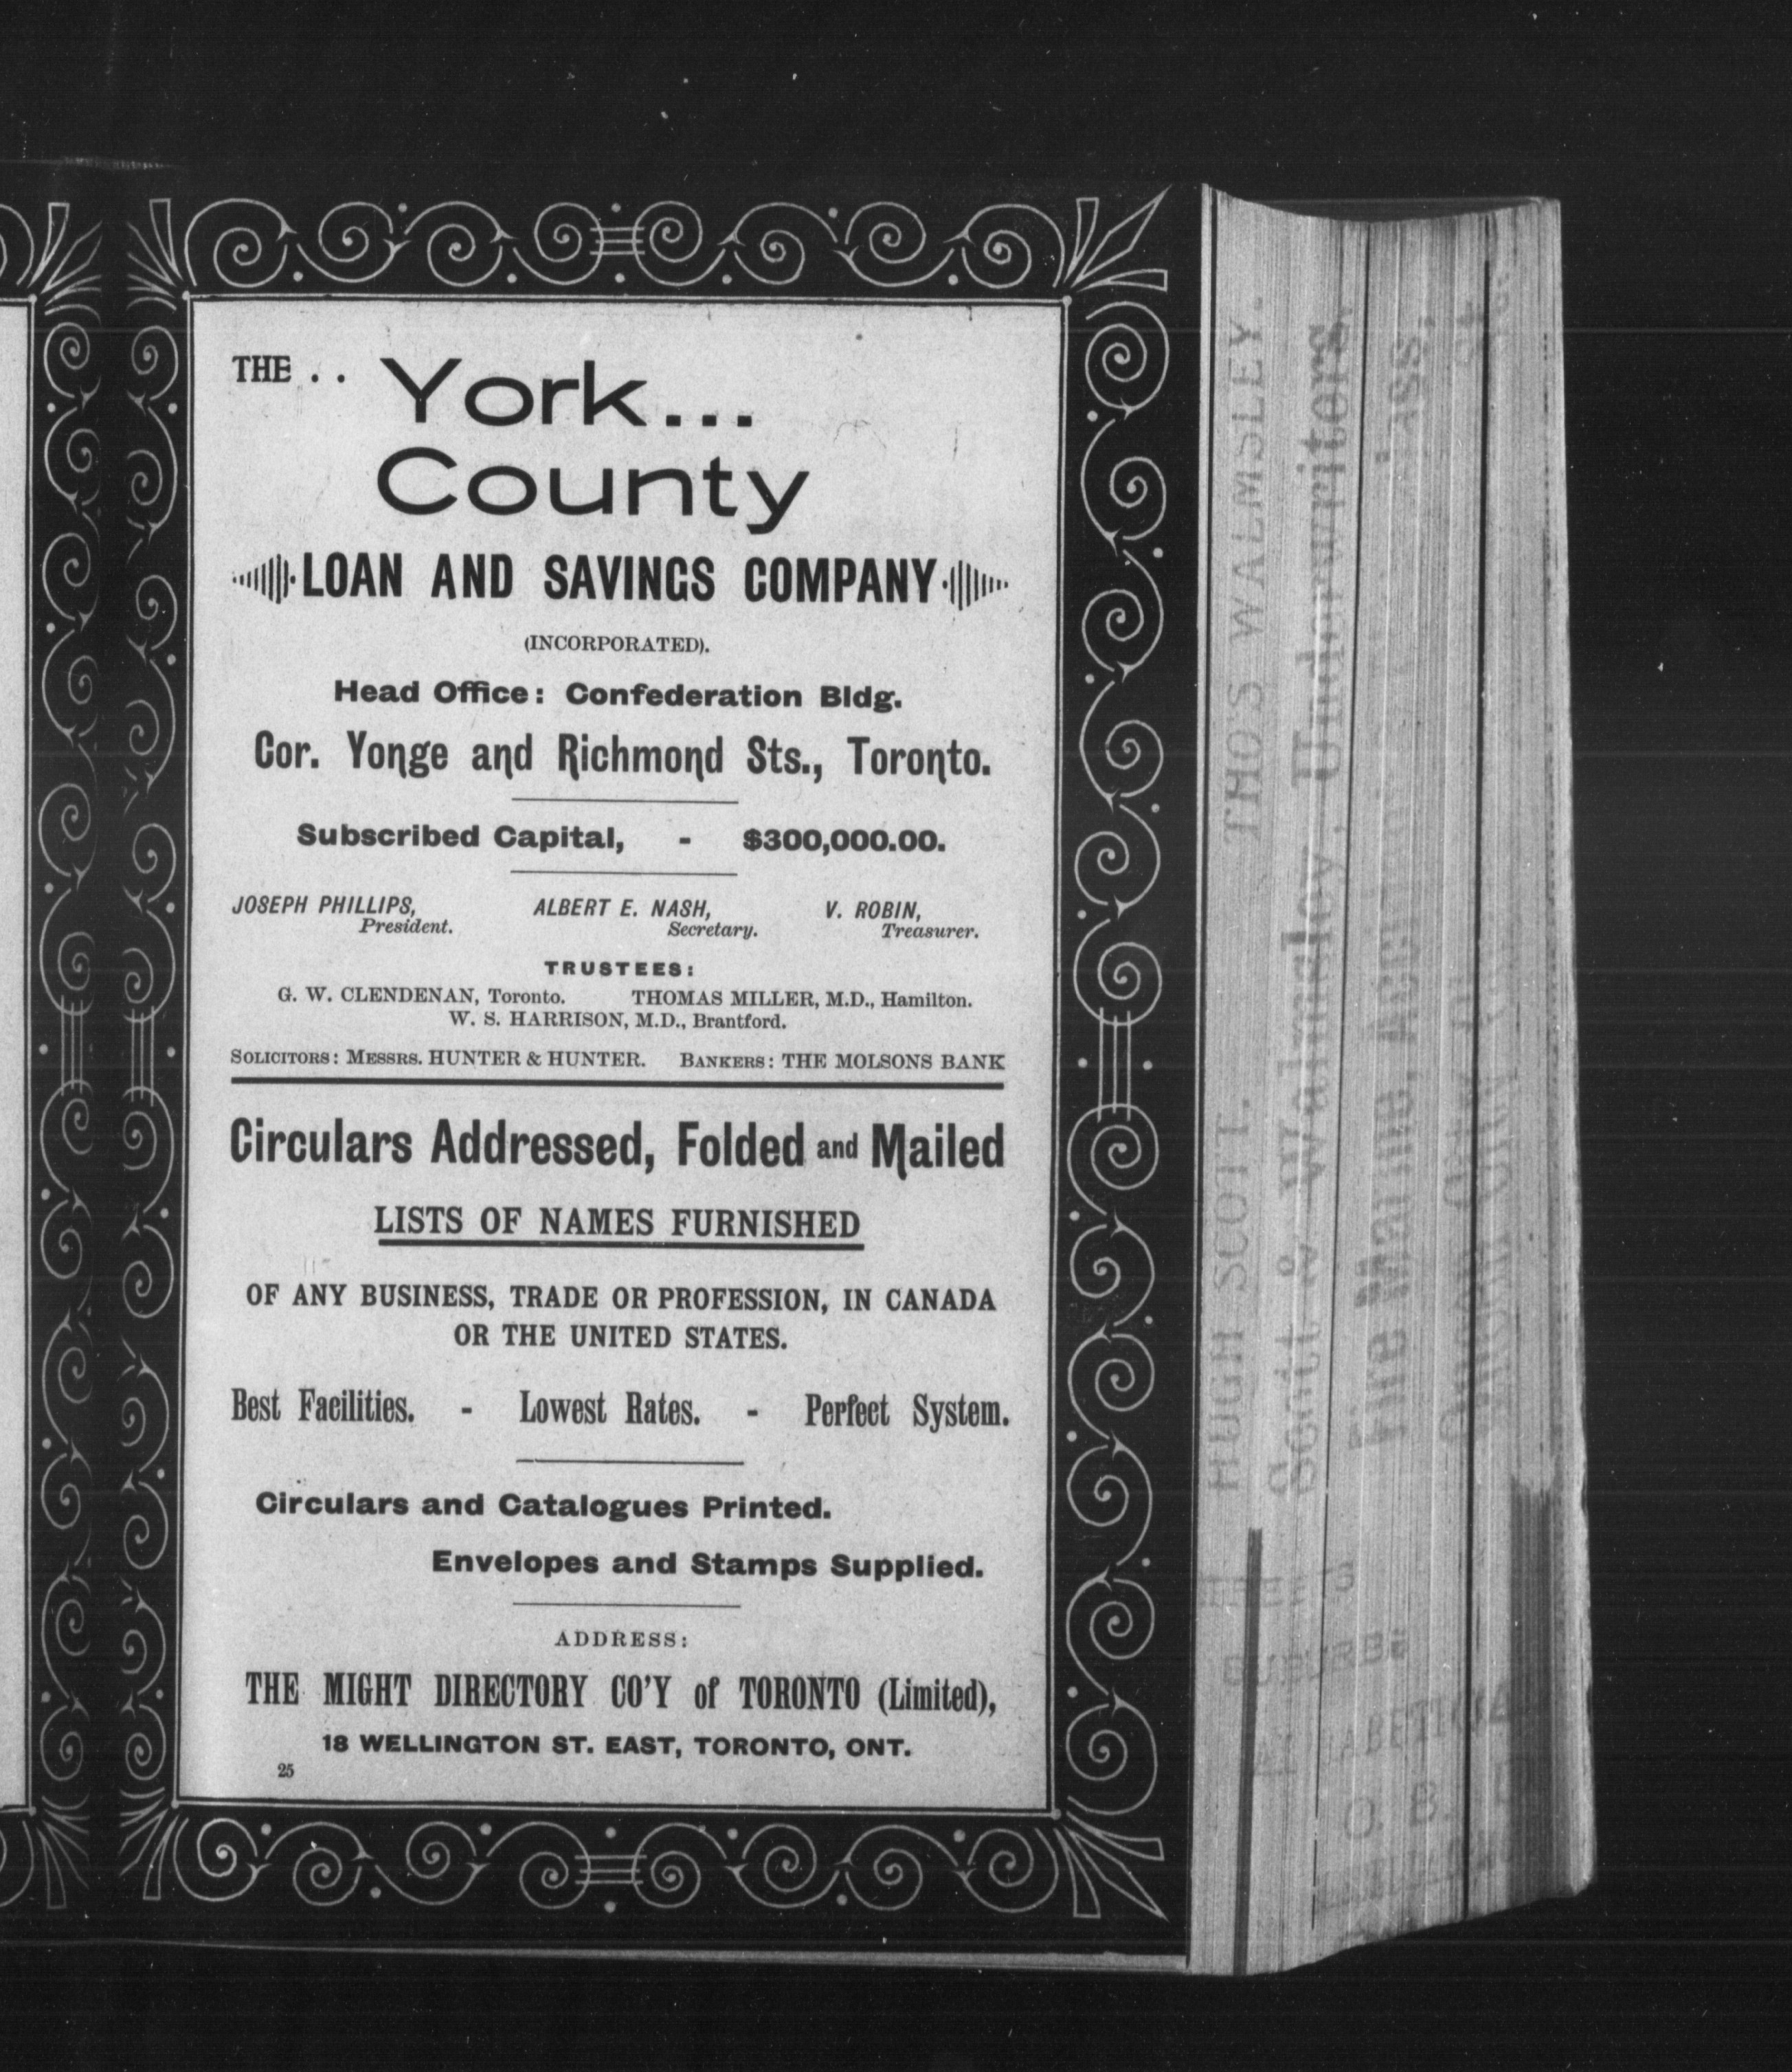 THE . . York...
County
LOAN AND SAVINGS COMPANY
(INCORPORATED).
Head Office: Confederation Bldg.
Cor. Yonge and Richmond Sts., Toronto.
Subscribed Capital, - $300,000.00.
JOSEPH PHILLIPS, ALBERT E. NASH, V. ROBIN,
President. Secretary. Treasurer.
TRUSTEES:
G. W. CLENDENAN, Toronto. THOMAS MILLER, M.D., Hamilton.
W. S. HARRISON, M.D., Brantford.
SOLICITORS: MESSRS. HUNTER & HUNTER. BANKERS: THE MOLSONS BANK
Circulars Addressed, Folded and Mailed
LISTS OF NAMES FURNISHED
OF ANY BUSINESS, TRADE OR PROFESSION, IN CANADA
OR THE UNITED STATES.
Best Facilities. - Lowest Rates. - Perfect System.
Circulars and Catalogues Printed.
Envelopes and Stamps Supplied.
ADDRESS:
THE MIGHT DIRECTORY CO'Y of TORONTO (Limited),
18 WELLINGTON ST. EAST, TORONTO, ONT.
25
HUGH SCOTT. THOS WALMSLEY.
Scott & Walmsley, Underwriters.